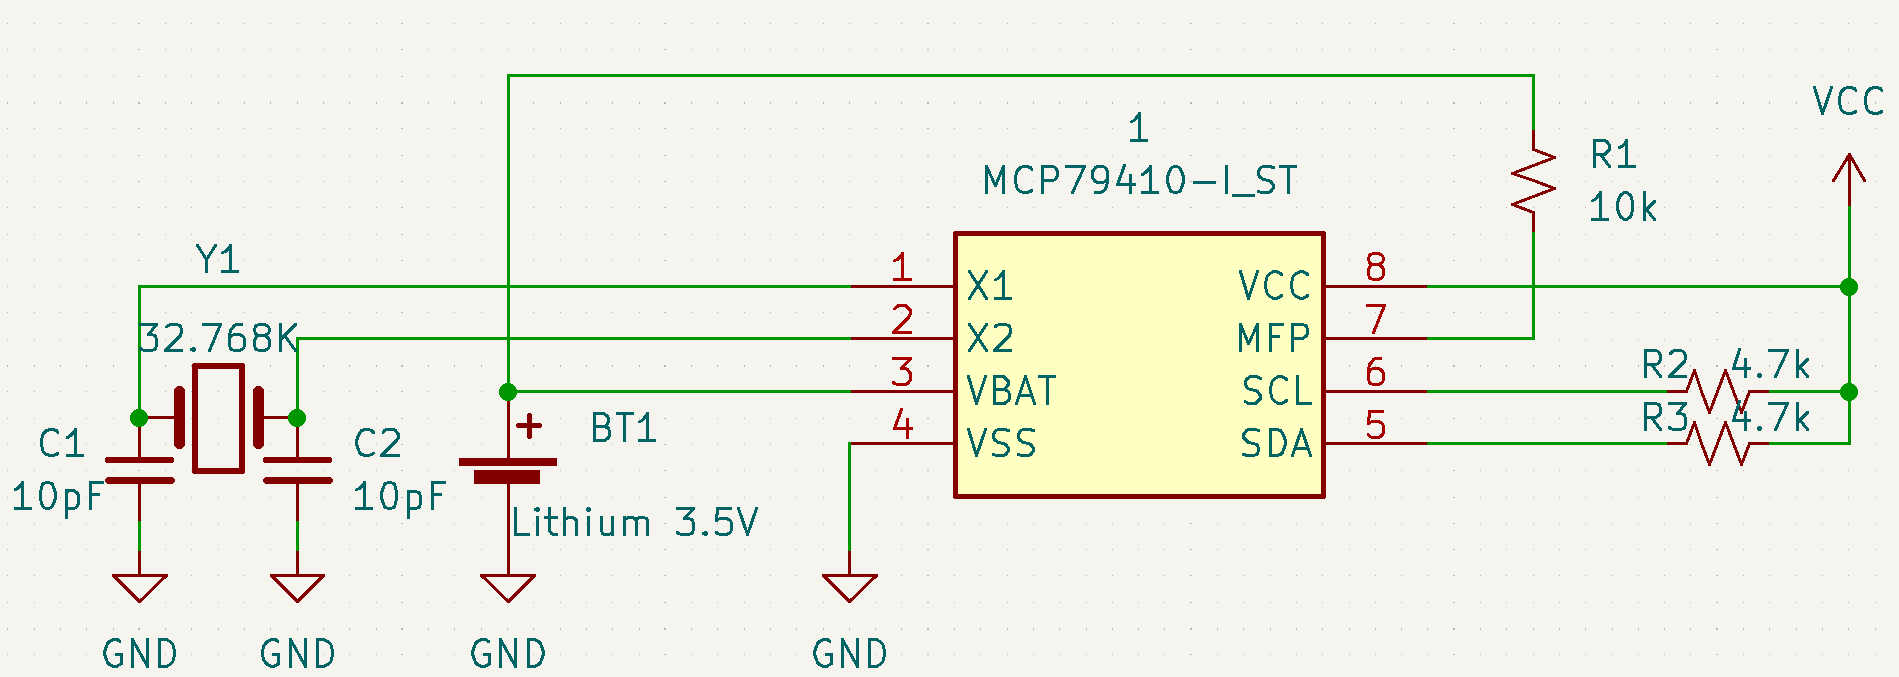 VCC
1
MCP79410-I_ST
R1
10k
Y1
32.768K
1
2
3
4
X1
X2
VBAT
VSS
VCC
MFP
SCL
SDA
8
7
6
5
R2 4.7k
R3 4.7k
C1
10pF
C2
10pF
+
BT1
Lithium 3.5V
GND
GND
GND
GND